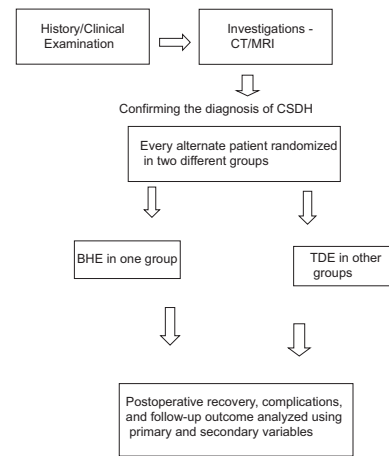 History/Clinical
Examination
Investigations -
CT/MRI
Confirming the diagnosis of CSDH
Every alternate patient randomized
in two different groups
BHE in one group
TDE in other
groups
Postoperative recovery, complications,
and follow-up outcome analyzed using
primary and secondary variables